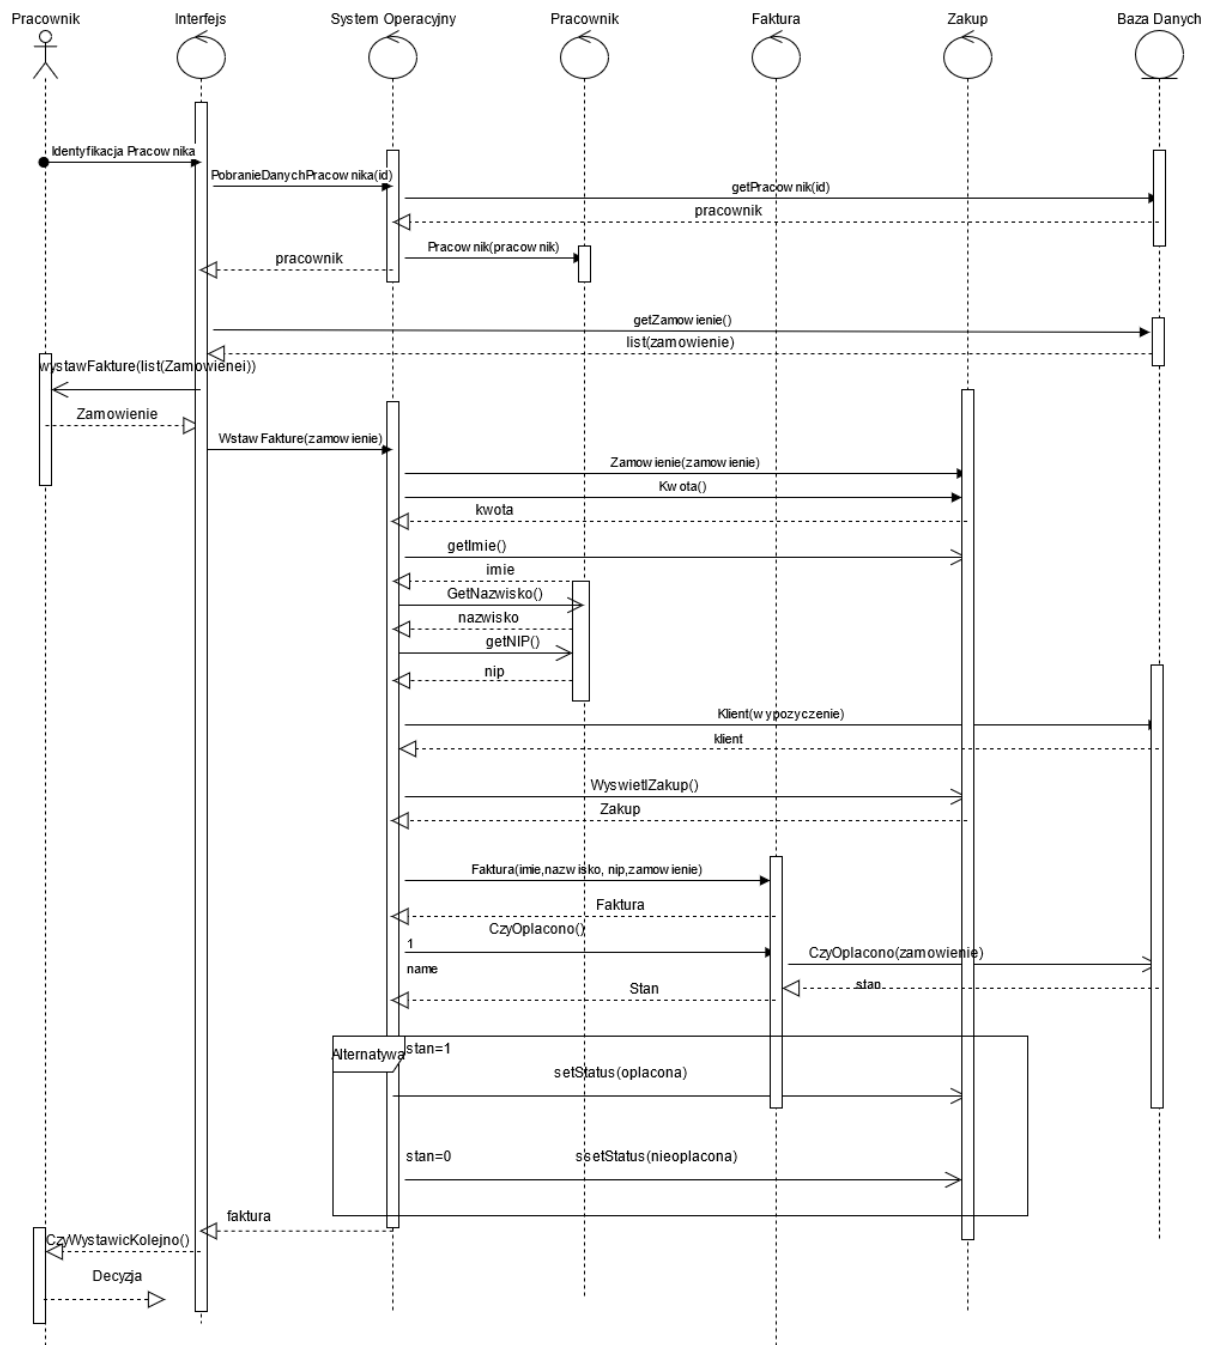 Pracownik
Interfejs
System Operacyjny
Pracownik
Faktura
Zakup
Baza Danych
Identyfikacja Pracownika
PobranieDanychPracownika(id)
getPracownik(id)
pracownik
Pracownik(pracownik)
pracownik
getZamowienie()
list(zamowienie)
wystawFakture(list(Zamowienei))
Zamowienie
WstawFakture(zamowienie)
Zamowienie(zamowienie)
Kwota()
kwota
getImie()
imie
GetNazwisko()
nazwisko
getNIP()
nip
Klient(wypozyczenie)
klient
WyswietlZakup()
Zakup
Faktura(imie,nazwisko, nip,zamowienie)
Faktura
CzyOplacono()
1
CzyOplacono(zamowienie)
name
stan
Stan
Alternatywa
stan=1
setStatus(oplacona)
stan=0
ssetStatus(nieoplacona)
faktura
CzyWystawicKolejno()
Decyzja